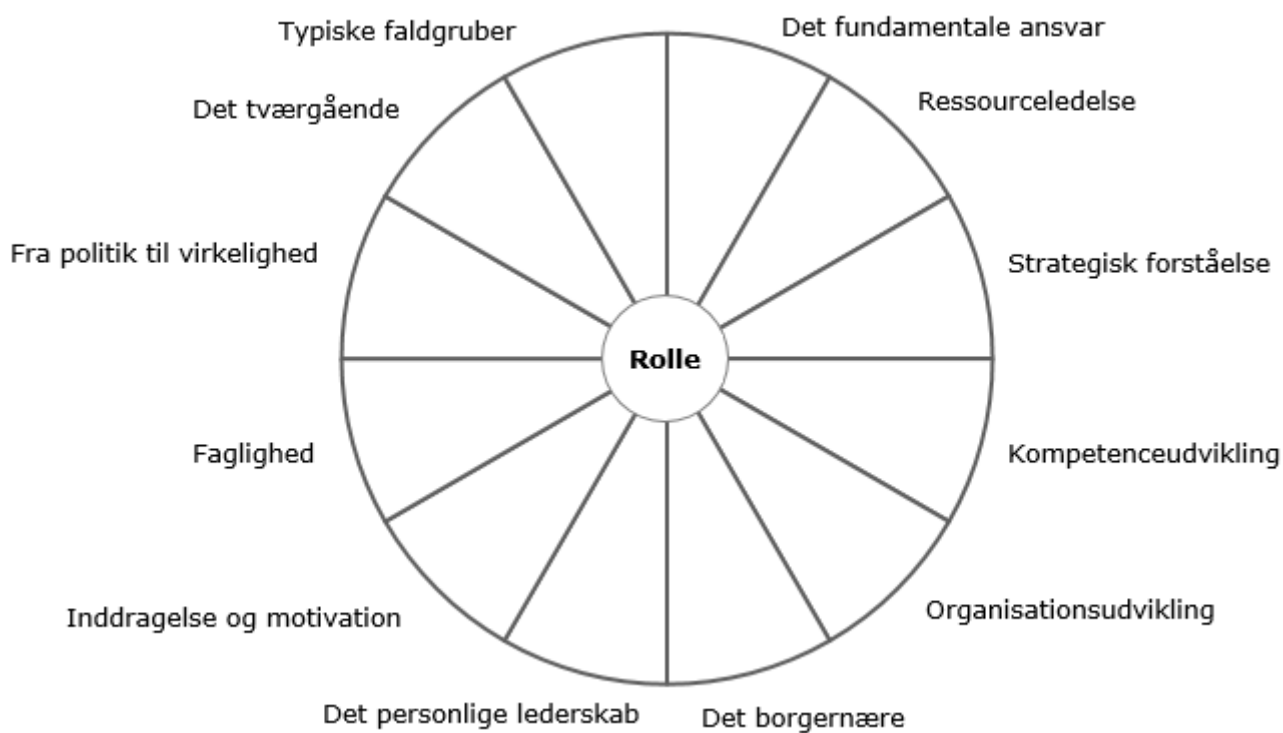 Typiske faldgruber
Det fundamentale ansvar
Det tværgående
Ressourceledelse
Fra politik til virkelighed
Strategisk forståelse
Rolle
Faglighed
Kompetenceudvikling
Inddragelse og motivation
Organisationsudvikling
Det personlige lederskab
Det borgernære